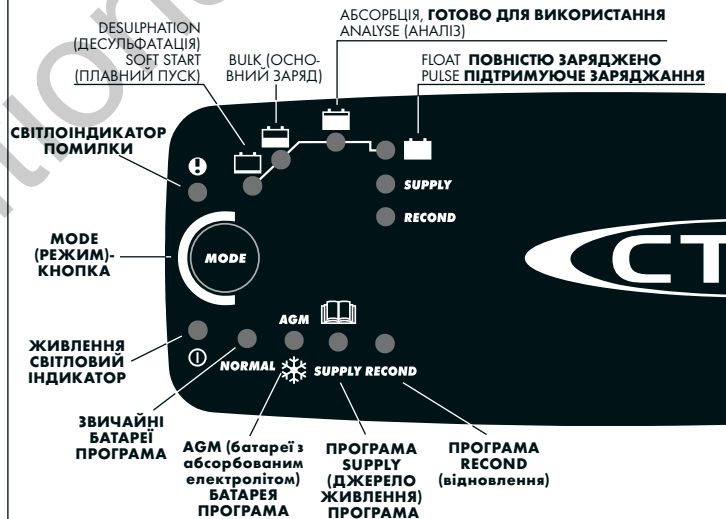 DESULPHATION
(ДЕСУЛЬФАТАЦІЯ)
SOFT START
(ПЛАВНИЙ ПУСК)
BULK (ОСНО-
ВНИЙ ЗАРЯД)
АБСОРБЦІЯ, ГОТОВО ДЛЯ ВИКОРИСТАННЯ
ANALYSE (АНАЛІЗ)
FLOAT ПОВНІСТЮ ЗАРЯДЖЕНО
PULSE ПІДТРИМУЮЧЕ ЗАРЯДЖАННЯ
СВІТЛОІНДИКАТОР
ПОМИЛКИ
SUPPLY
RECOND
MODE
(РЕЖИМ)-
КНОПКА
MODE
CT
AGM
ЖИВЛЕННЯ
СВІТЛОВИЙ
ІНДИКАТОР
NORMAL
SUPPLY RECOND
ЗВИЧАЙНІ
БАТАРЕЇ
ПРОГРАМА
AGM (батареї з
абсорбованим
електролітом)
БАТАРЕЯ
ПРОГРАМА
ПРОГРАМА
SUPPLY
(ДЖЕРЕЛО
ЖИВЛЕННЯ)
ПРОГРАМА
ПРОГРАМА
RECOND
(відновлення)